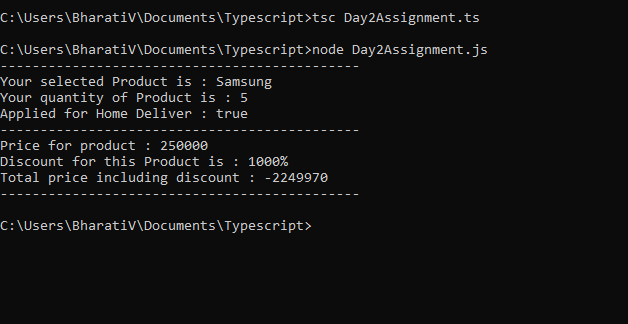 C:\Users\BharatiV\Documents\Typescript>tsc Day2Assignment.ts
C:\Users\BharatiV\Documents\Typescript>node Day2Assignment.js
---------------------------------------------
Your selected Product is : Samsung
Your quantity of Product is : 5
Applied for Home Deliver : true
---------------------------------------------
Price for product : 250000
Discount for this Product is : 1000%
Total price including discount : -2249970
---------------------------------------------
C:\Users\BharatiV\Documents\Typescript>